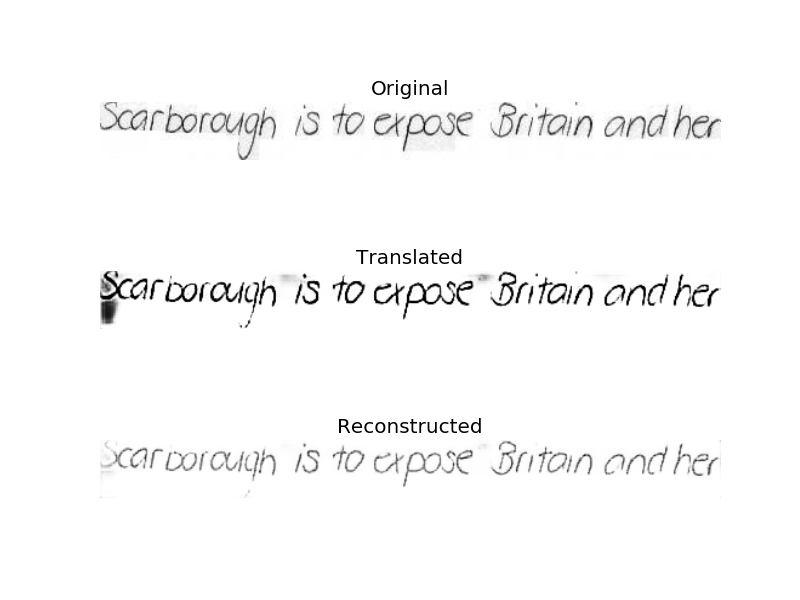 Original
Scarborough is to expose Britain and her
Translated
Scarborough is to expose Britain and her
Reconstructed
Scarborough is to expose Britain and her